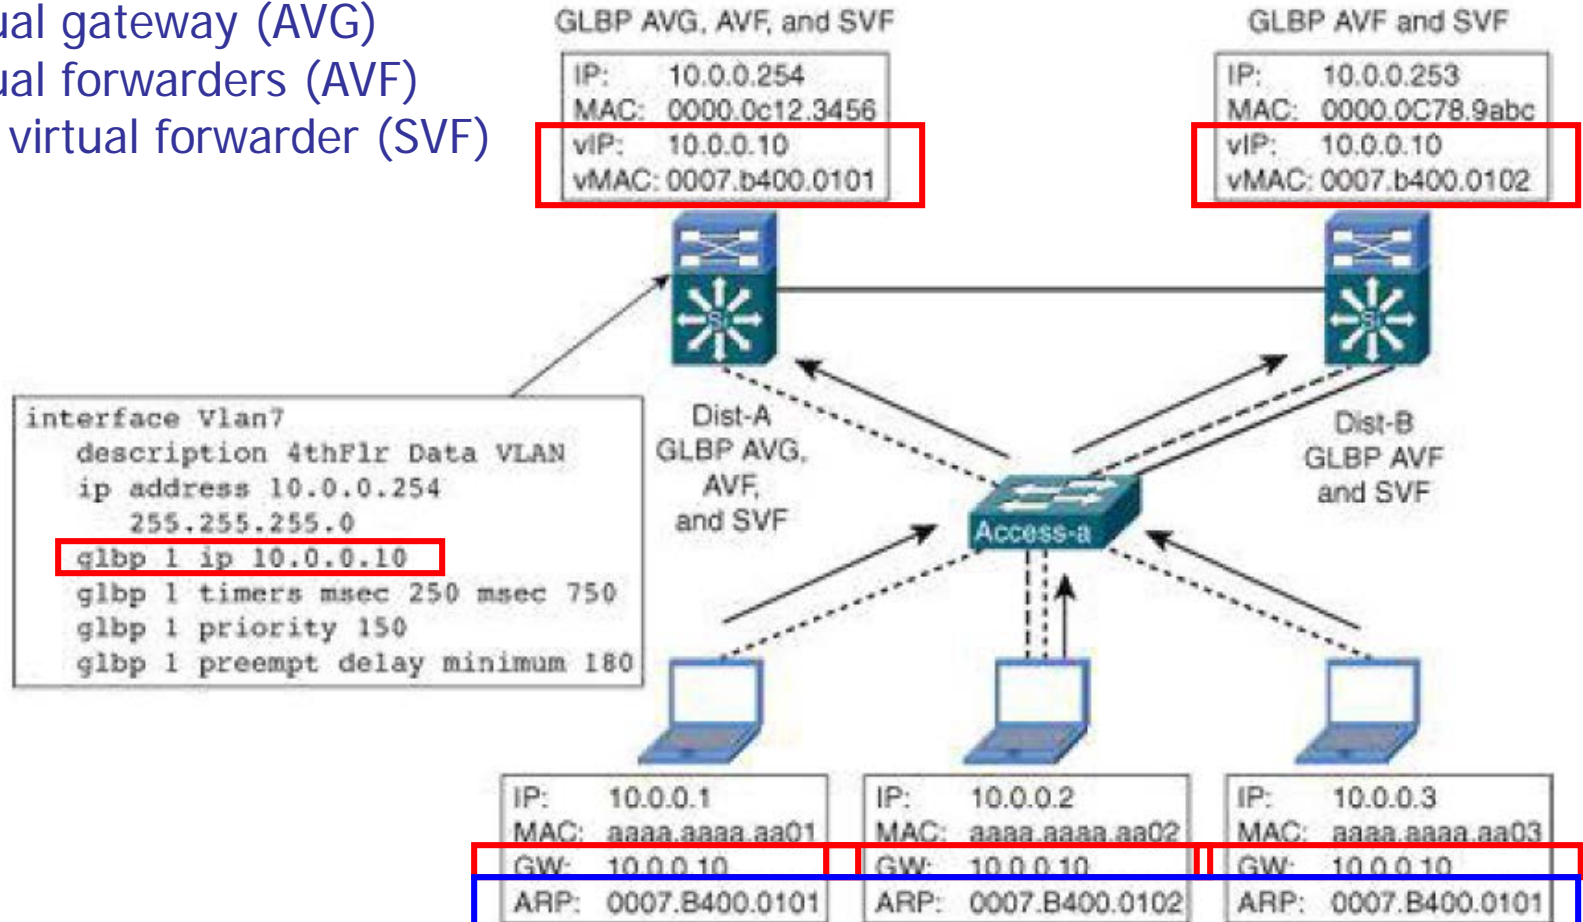 ual gateway (AVG)
ual forwarders (AVF)
virtual forwarder (SVF)
GLBP AVG, AVF, and SVF
IP: 10.0.0.254
MAC: 0000.0c12.3456
vIP: 10.0.0.10
vMAC: 0007.b400.0101
GLBP AVF and SVF
IP: 10.0.0.253
MAC: 0000.0C78.9abc
vIP: 10.0.0.10
vMAC: 0007.b400.0102
Si
Si
interface Vlan7
description 4thFlr Data VLAN
ip address 10.0.0.254
255.255.255.0
glbp 1 ip 10.0.0.10
glbp 1 timers msec 250 msec 750
glbp 1 priority 150
glbp 1 preempt delay minimum 180
Dist-A
GLBP AVG,
AVF,
and SVF
Dist-B
GLBP AVF
and SVF
Access-a
IP: 10.0.0.1
MAC: aaaa.aaaa.aa01
GW: 10.0.0.10
ARP: 0007.B400.0101
IP: 10.0.0.2
MAC: aaaa.aaaa.aa02
GW: 10.0.0.10
ARP: 0007.B400.0102
IP: 10.0.0.3
MAC: aaaa.aaaa.aa03
GW: 10.0.0.10
ARP: 0007.B400.0101